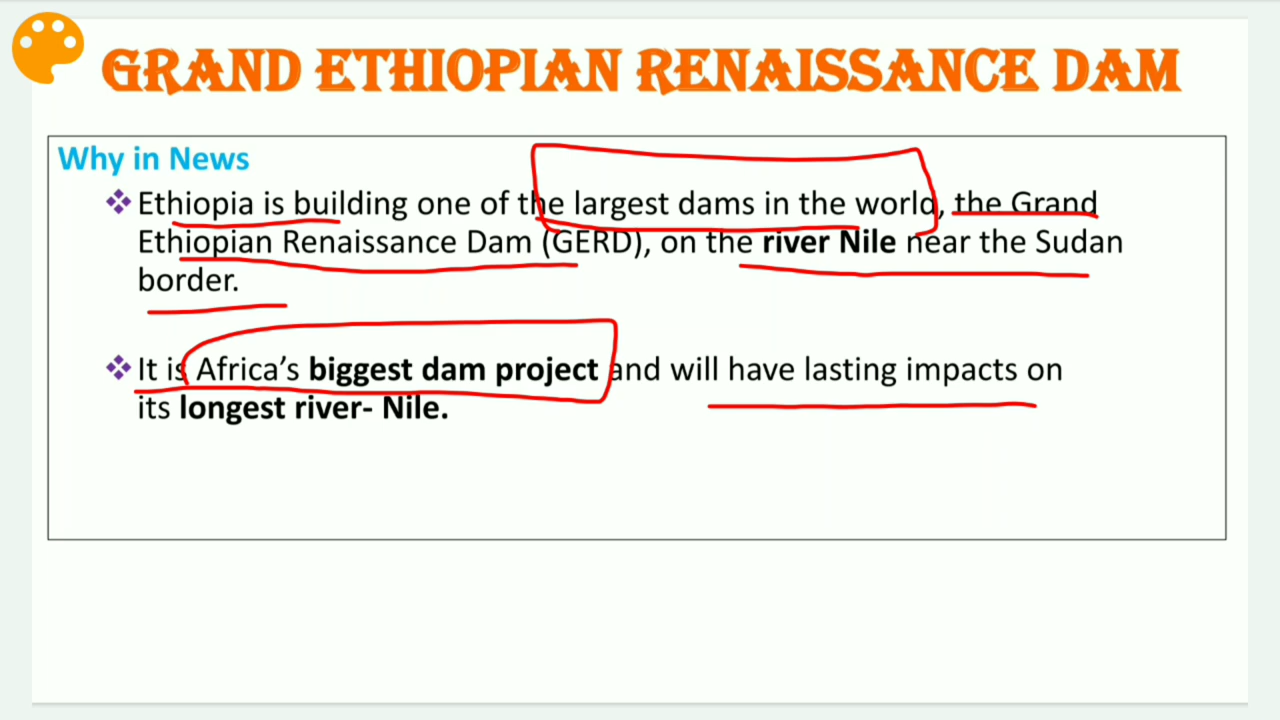 GRAND ETHIOPIAN RENAISSANCE DAM
Why in News
❖ Ethiopia is building one of the largest dams in the world, the Grand
Ethiopian Renaissance Dam (GERD), on the river Nile near the Sudan
border.
❖ It is Africa’s biggest dam project and will have lasting impacts on
its longest river- Nile.